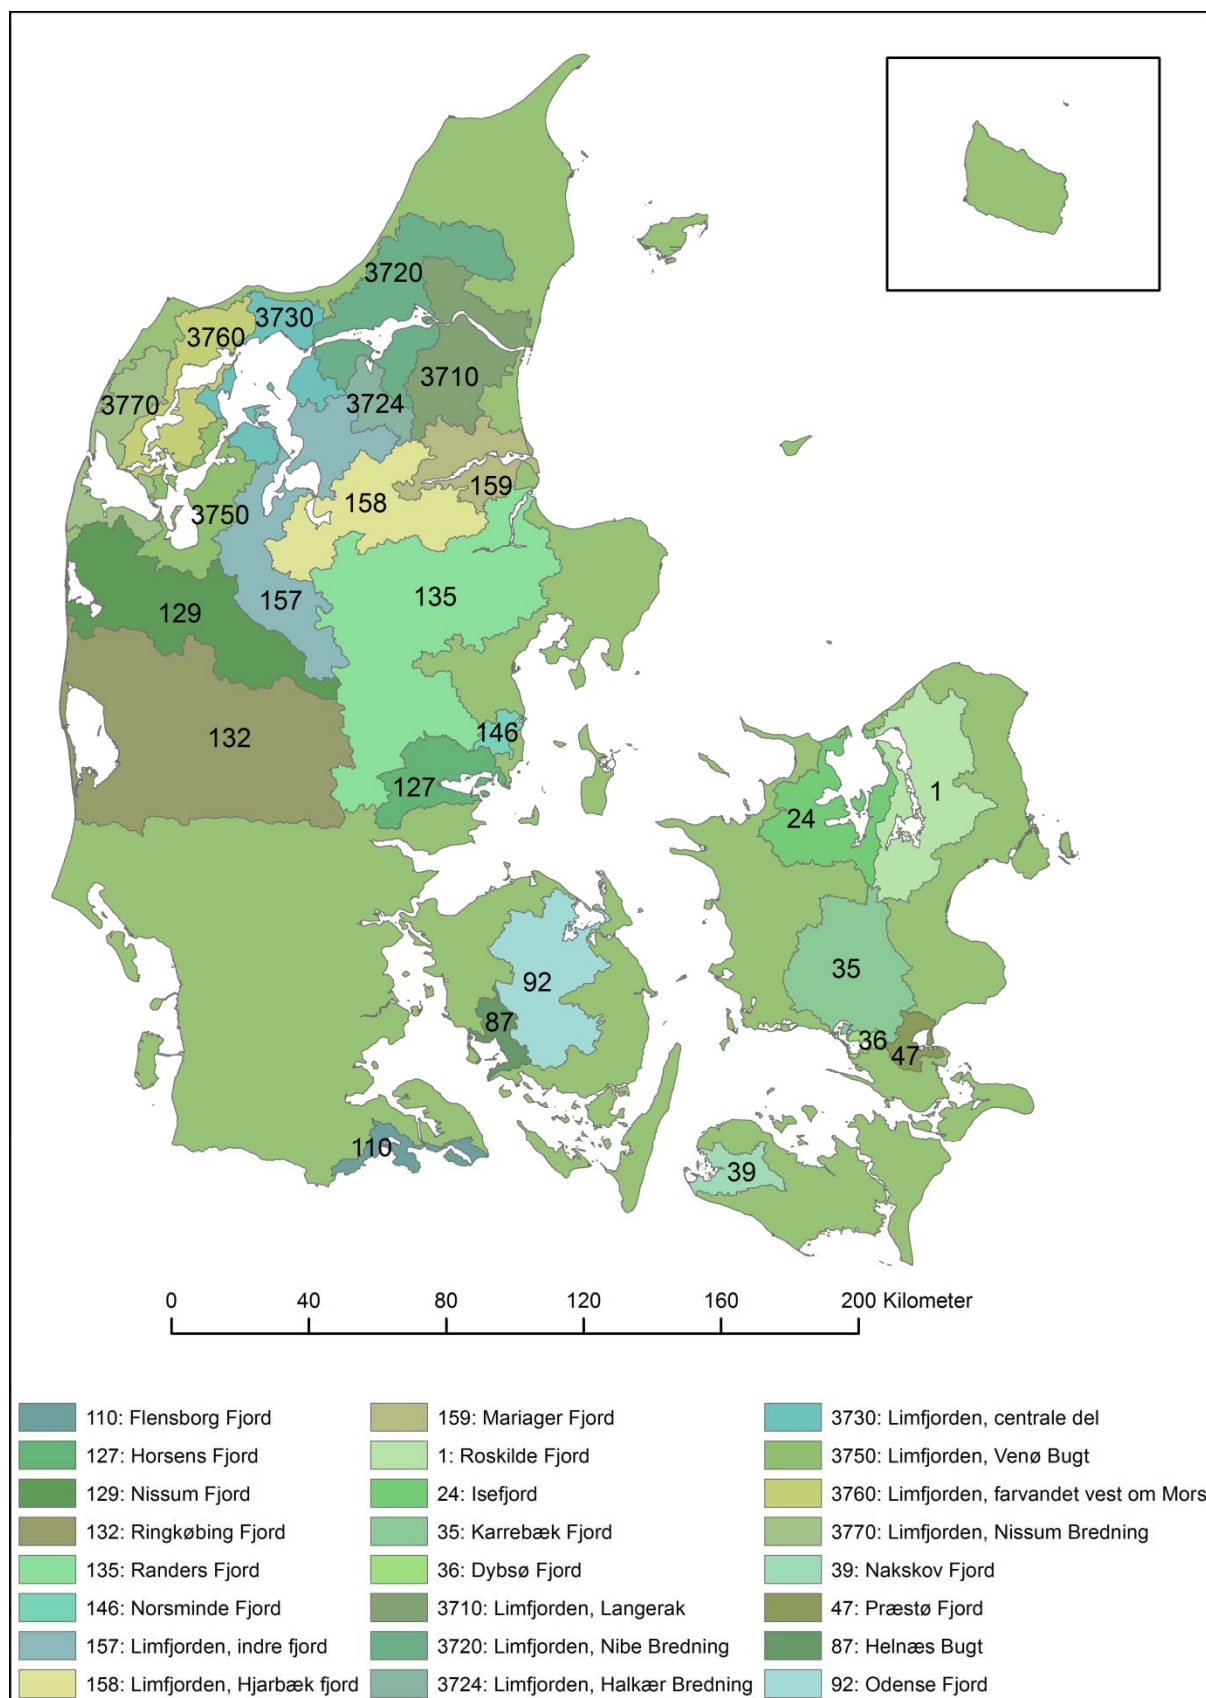 3720
3730
3760
3710
3770
3724
159
158
3750
135
157
129
146
132
127
1
24
35
92
87
36
47
110
39
0 40 80 120 160 200 Kilometer
110: Flensborg Fjord
127: Horsens Fjord
129: Nissum Fjord
132: Ringkøbing Fjord
135: Randers Fjord
146: Norsminde Fjord
157: Limfjorden, indre fjord
158: Limfjorden, Hjarbæk fjord
159: Mariager Fjord
1: Roskilde Fjord
24: Isefjord
35: Karrebæk Fjord
36: Dybsø Fjord
3710: Limfjorden, Langerak
3720: Limfjorden, Nibe Bredning
3724: Limfjorden, Halkær Bredning
3730: Limfjorden, centrale del
3750: Limfjorden, Venø Bugt
3760: Limfjorden, farvandet vest om Mors
3770: Limfjorden, Nissum Bredning
39: Nakskov Fjord
47: Præstø Fjord
87: Helnæs Bugt
92: Odense Fjord